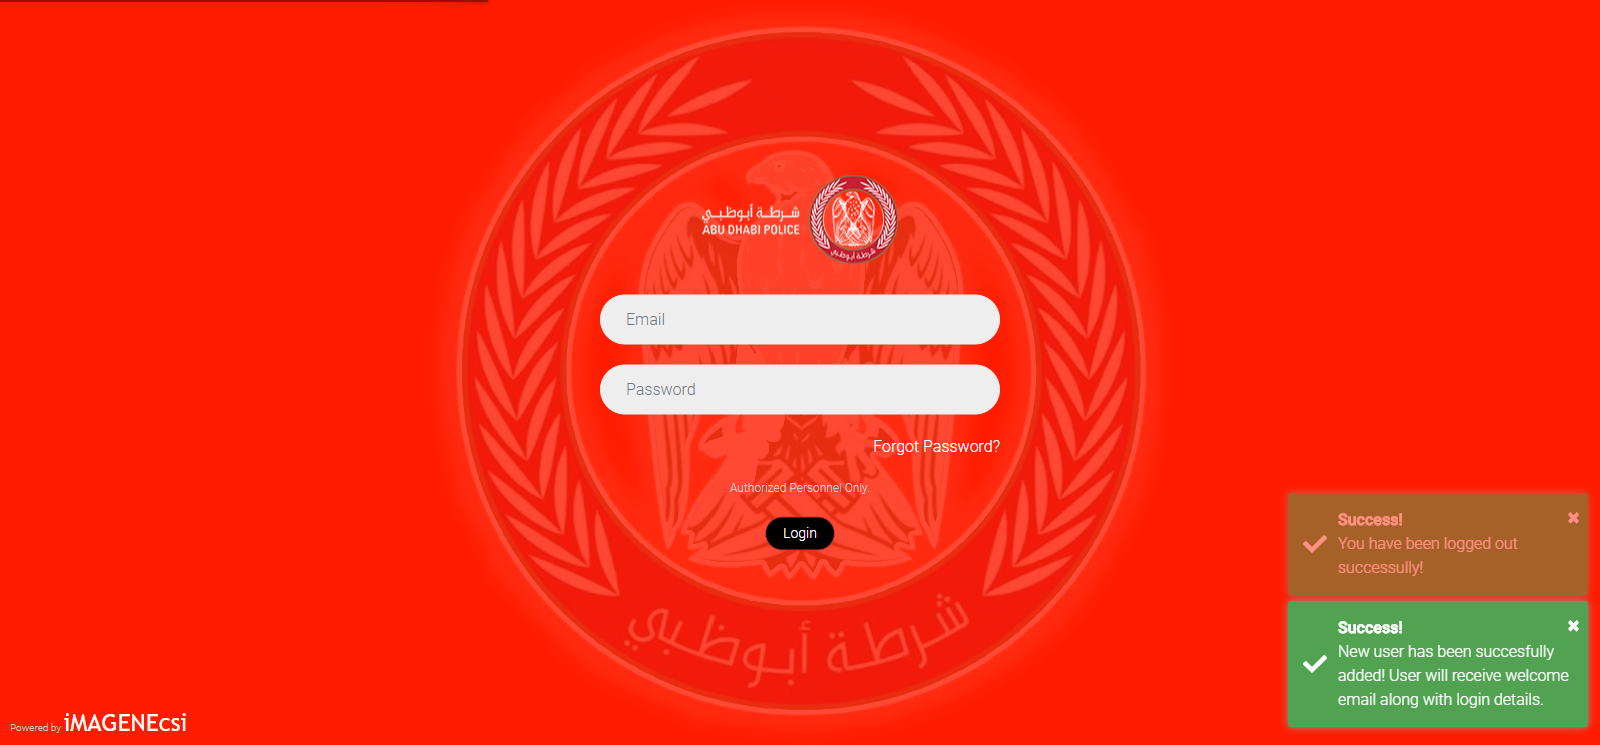 شرطة أبوظبي
ABU DHABI POLICE
شرطة أبوظبي
Email
Password
Forgot Password?
Authorized Personnel Only.
Login
شرطة أبوظبي
Success!
You have been logged out
successully!
Success!
New user has been succesfully
added! User will receive welcome
email along with login details.
Powered by iMAGENEcsi